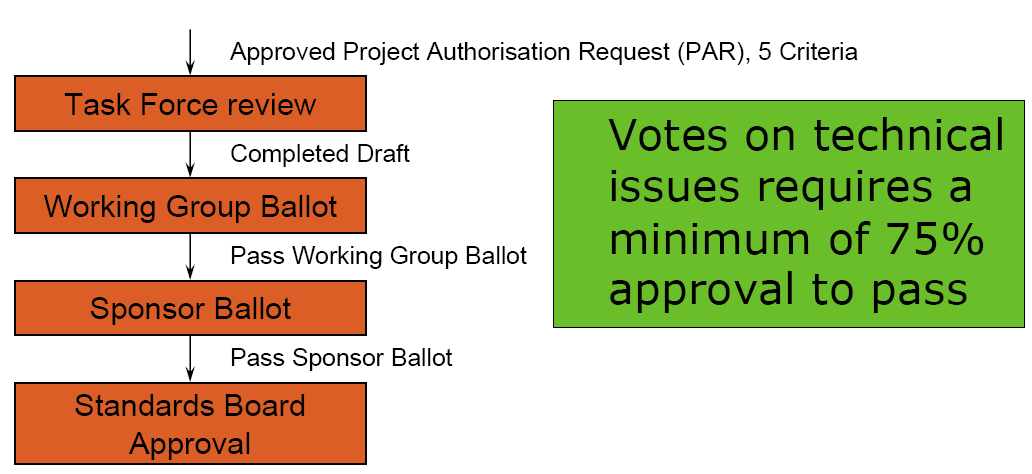 Approved Project Authorisation Request (PAR), 5 Criteria
Task Force review
Completed Draft
Working Group Ballot
Pass Working Group Ballot
Sponsor Ballot
Pass Sponsor Ballot
Standards Board
Approval
Votes on technical
issues requires a
minimum of 75%
approval to pass